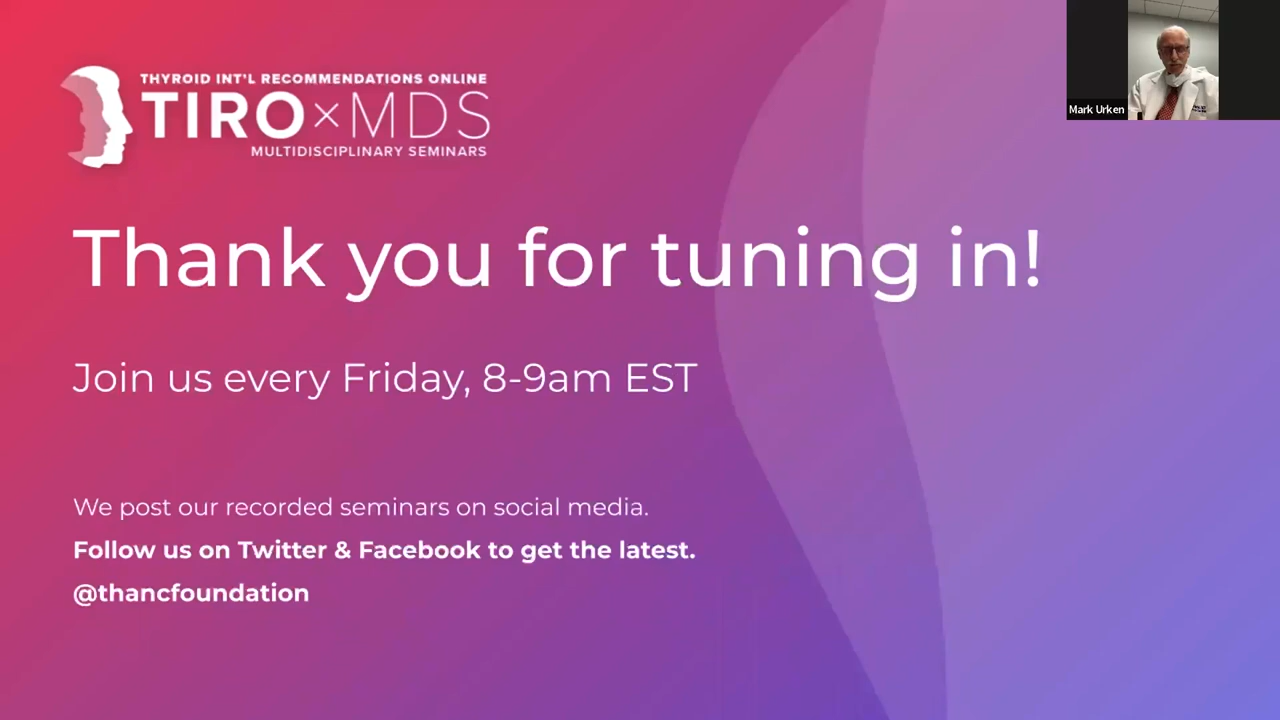 THYROID INT'L RECOMMENDATIONS ONLINE
TIRO×MDS
MULTIDISCIPLINARY SEMINARS
Mark Urken
Thank you for tuning in!
Join us every Friday, 8-9am EST
We post our recorded seminars on social media.
Follow us on Twitter & Facebook to get the latest.
@thancfoundation